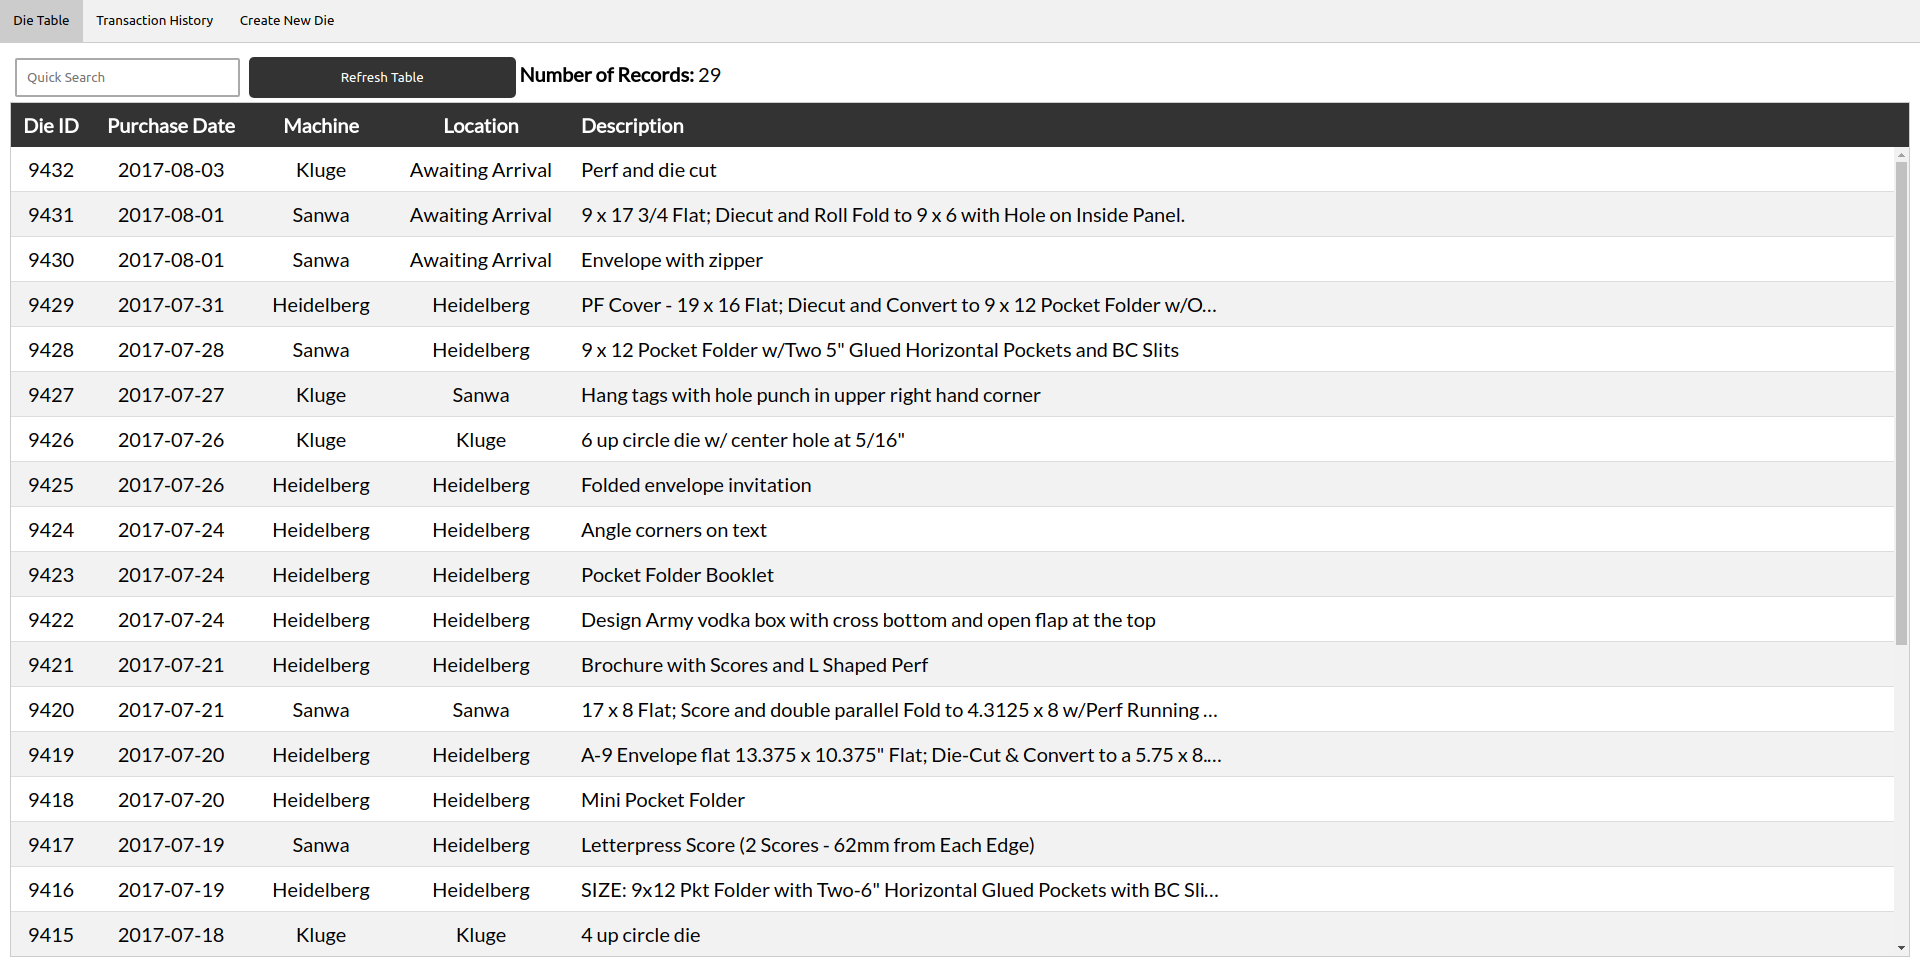 Die Table Transaction History Create New Die
Quick Search Refresh Table Number of Records: 29
Die ID Purchase Date Machine Location Description
9432 2017-08-03 Kluge Awaiting Arrival Perf and die cut
9431 2017-08-01 Sanwa Awaiting Arrival 9 x 17 3/4 Flat; Diecut and Roll Fold to 9 x 6 with Hole on Inside Panel.
9430 2017-08-01 Sanwa Awaiting Arrival Envelope with zipper
9429 2017-07-31 Heidelberg Heidelberg PF Cover - 19 x 16 Flat; Diecut and Convert to 9 x 12 Pocket Folder w/O...
9428 2017-07-28 Sanwa Heidelberg 9 x 12 Pocket Folder w/Two 5" Glued Horizontal Pockets and BC Slits
9427 2017-07-27 Kluge Sanwa Hang tags with hole punch in upper right hand corner
9426 2017-07-26 Kluge Kluge 6 up circle die w/ center hole at 5/16"
9425 2017-07-26 Heidelberg Heidelberg Folded envelope invitation
9424 2017-07-24 Heidelberg Heidelberg Angle corners on text
9423 2017-07-24 Heidelberg Heidelberg Pocket Folder Booklet
9422 2017-07-24 Heidelberg Heidelberg Design Army vodka box with cross bottom and open flap at the top
9421 2017-07-21 Heidelberg Heidelberg Brochure with Scores and L Shaped Perf
9420 2017-07-21 Sanwa Sanwa 17 x 8 Flat; Score and double parallel Fold to 4.3125 x 8 w/Perf Running ...
9419 2017-07-20 Heidelberg Heidelberg A-9 Envelope flat 13.375 x 10.375" Flat; Die-Cut & Convert to a 5.75 x 8....
9418 2017-07-20 Heidelberg Heidelberg Mini Pocket Folder
9417 2017-07-19 Sanwa Heidelberg Letterpress Score (2 Scores - 62mm from Each Edge)
9416 2017-07-19 Heidelberg Heidelberg SIZE: 9x12 Pkt Folder with Two-6" Horizontal Glued Pockets with BC Sli...
9415 2017-07-18 Kluge Kluge 4 up circle die